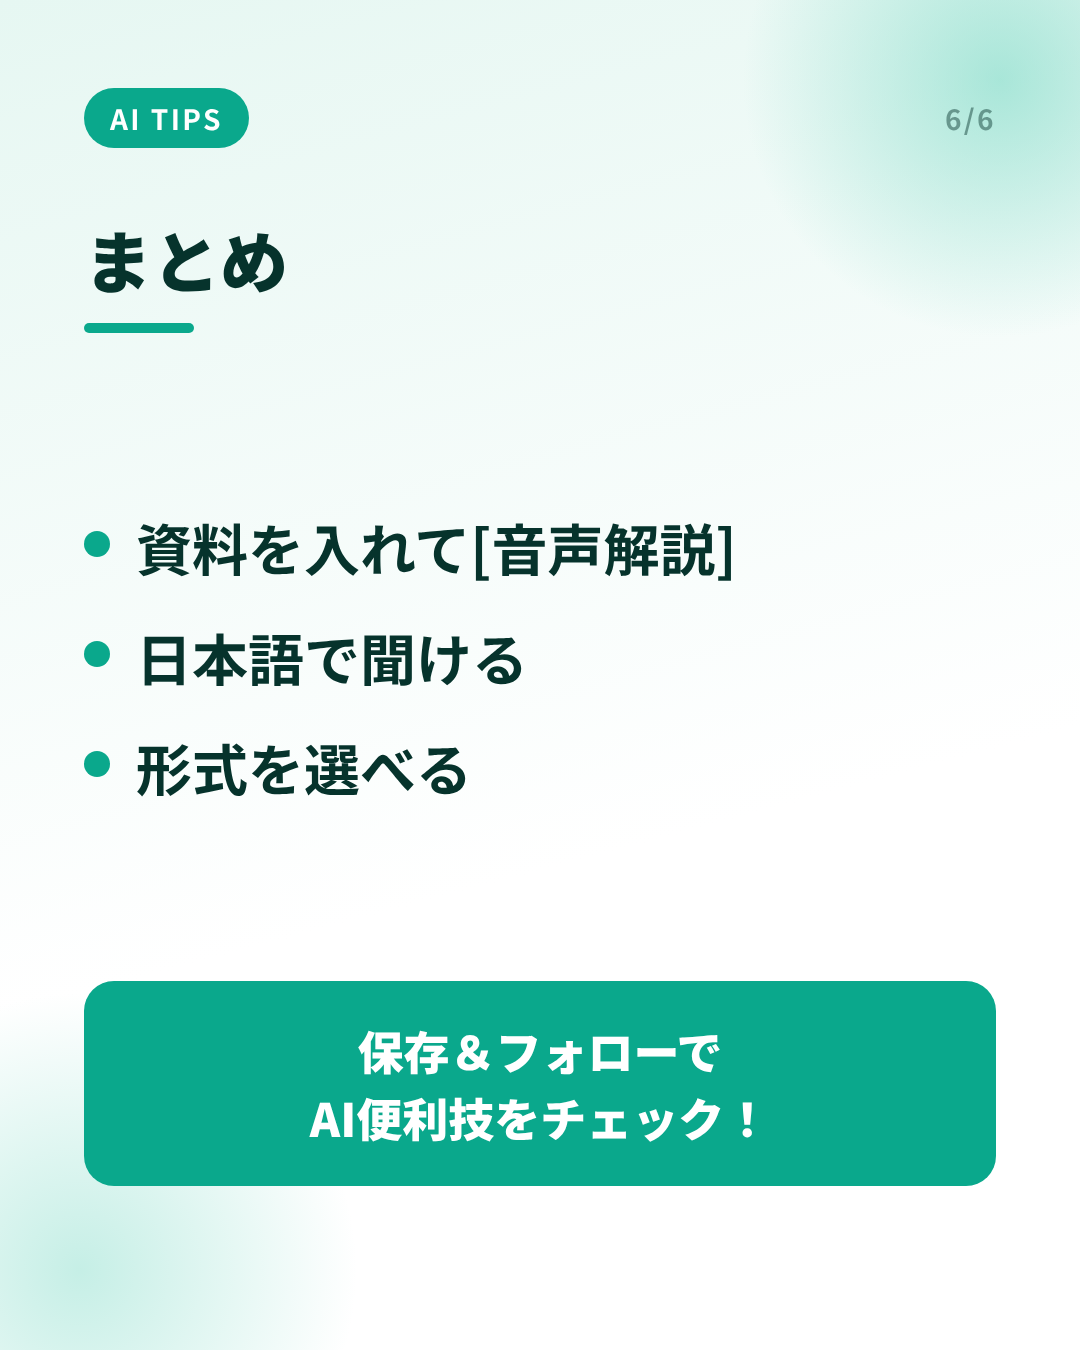 AI TIPS
6/6
まとめ
資料を入れて[音声解説]
日本語で聞ける
形式を選べる
保存＆フォローで
AI便利技をチェック！